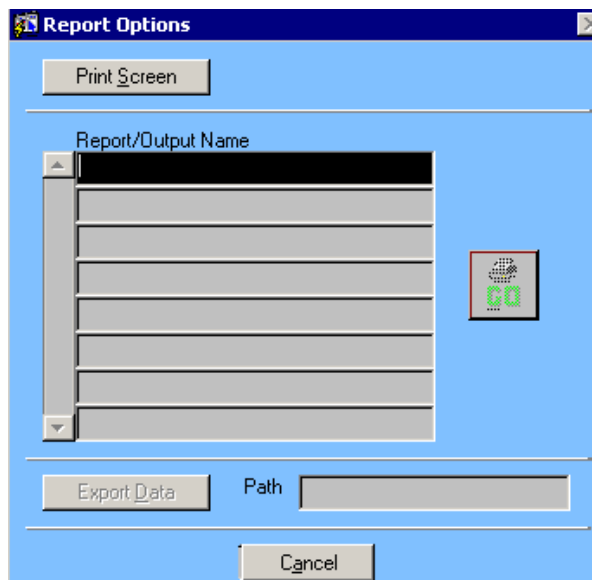 Report Options
Print Screen
Report/Output Name
GO
Export Data
Path
Cancel